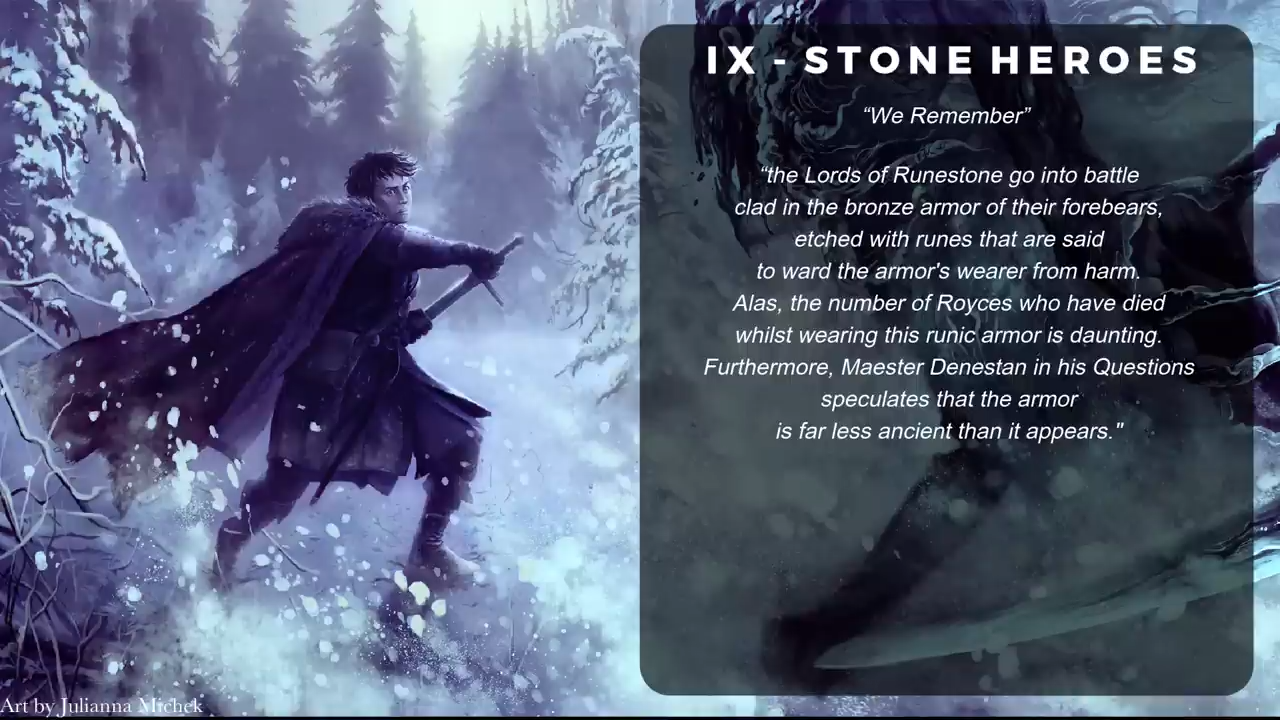 IX - STONE HEROES
“We Remember”
“the Lords of Runestone go into battle
clad in the bronze armor of their forebears,
etched with runes that are said
to ward the armor's wearer from harm.
Alas, the number of Royces who have died
whilst wearing this runic armor is daunting.
Furthermore, Maester Denestan in his Questions
speculates that the armor
is far less ancient than it appears."
Art by Julianna Michek